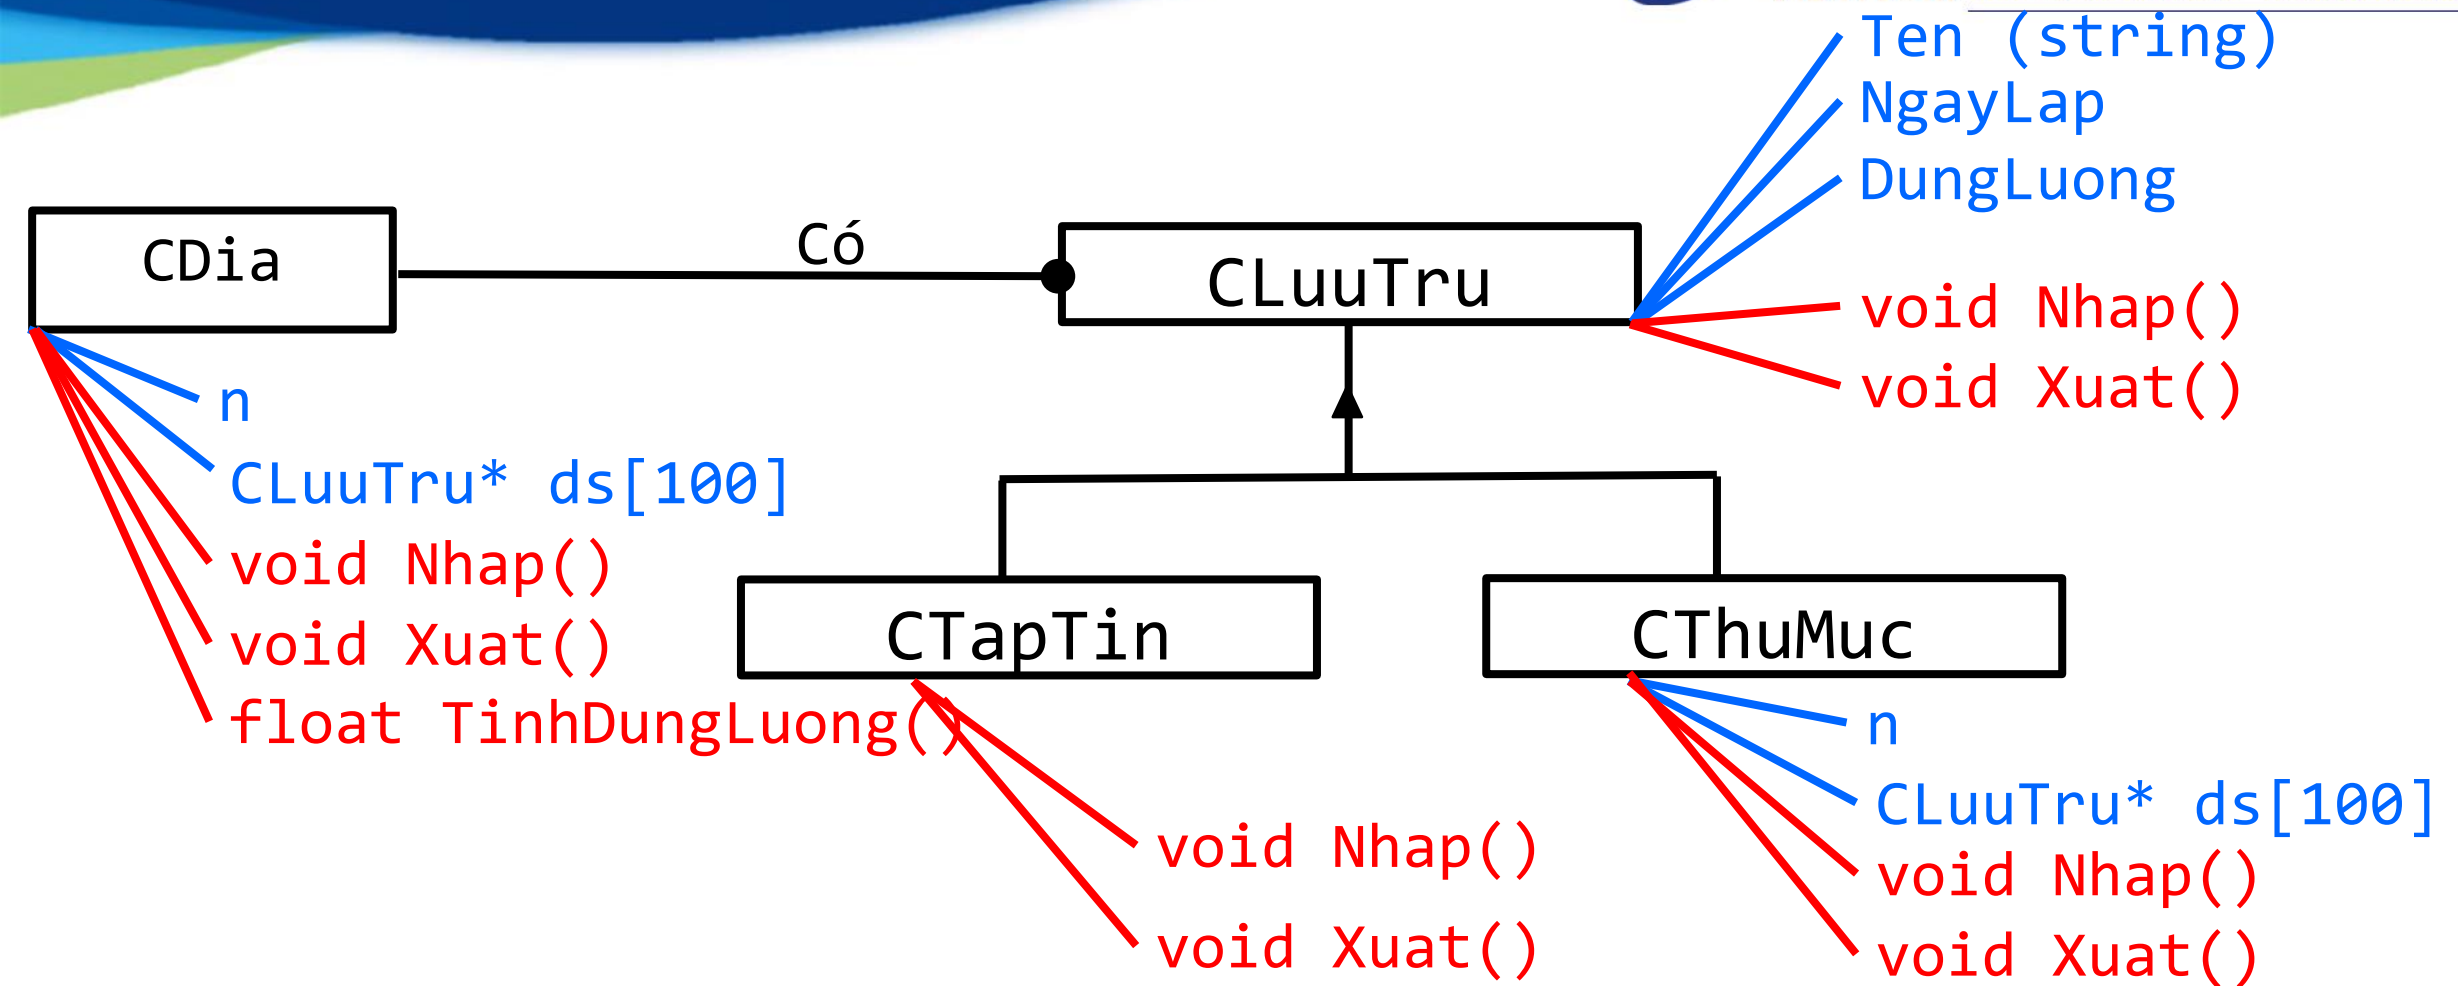 Ten (string)
NgayLap
DungLuong
void Nhap()
void Xuat()
CDia
Có
CLuuTru
n
CLuuTru* ds[100]
void Nhap()
void Xuat()
float TinhDungLuong()
CTapTin
void Nhap()
void Xuat()
CThuMuc
n
CLuuTru* ds[100]
void Nhap()
void Xuat()